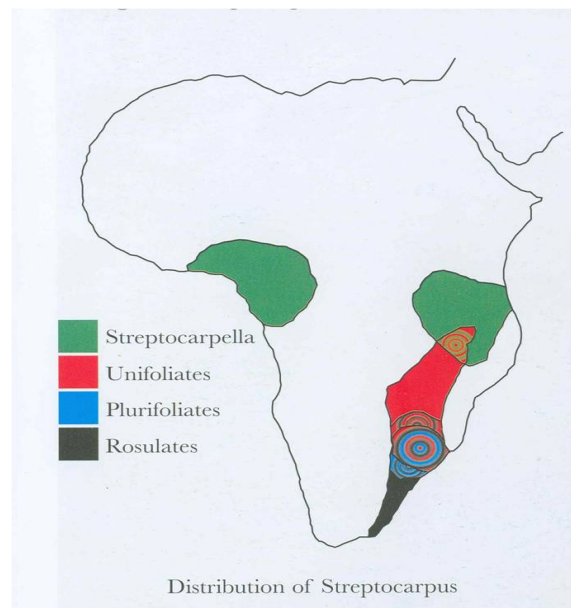 Streptocarpella
Unifoliates
Plurifoliates
Rosulates
Distribution of Streptocarpus